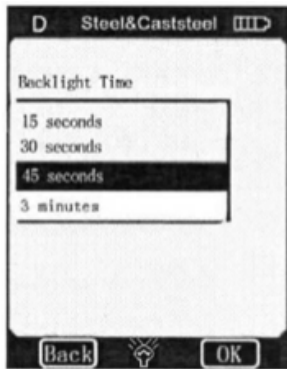 D Steel&Caststeel
Backlight Time
15 seconds
30 seconds
45 seconds
3 minutes
Back OK